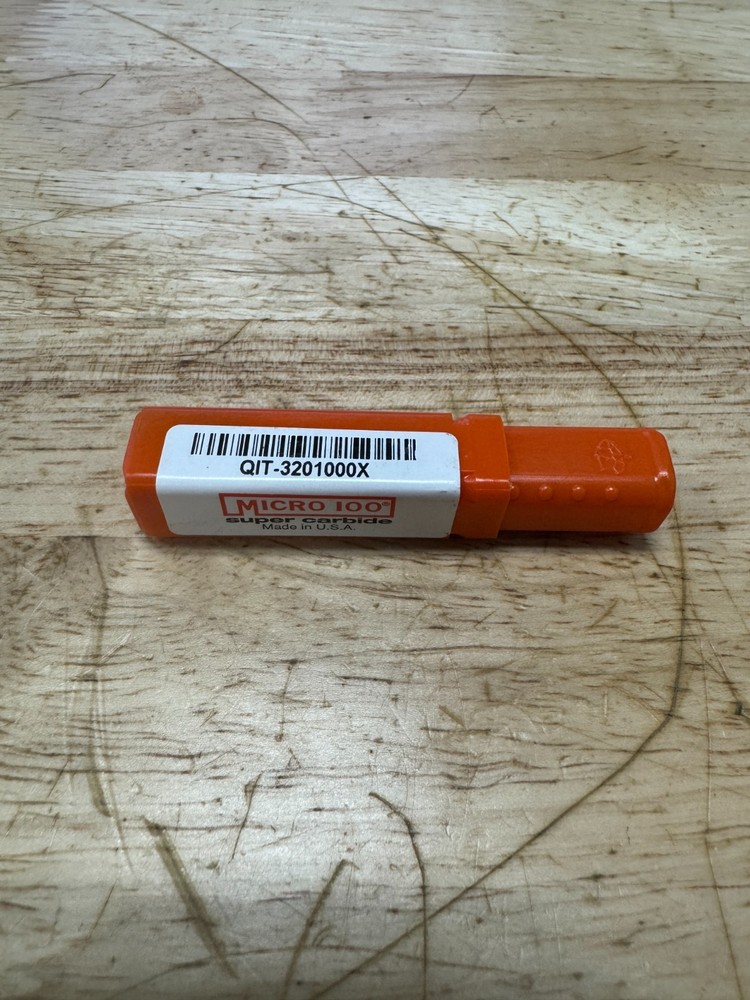 QIT-3201000X
MICRO 100®
super carbide
Made in U.S.A.